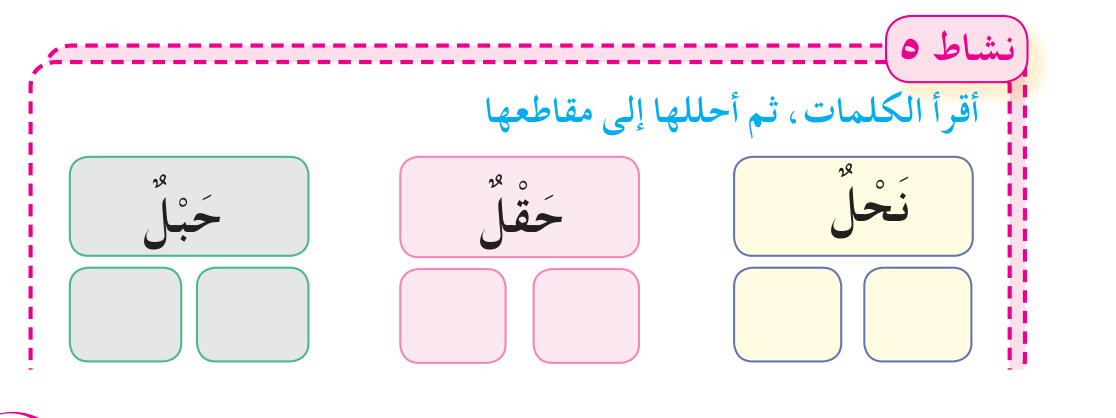 نشاط ٥
أقرأ الكلمات، ثم أحللها إلى مقاطعها
نَحْلٌ حَقْلٌ حَبْلٌ